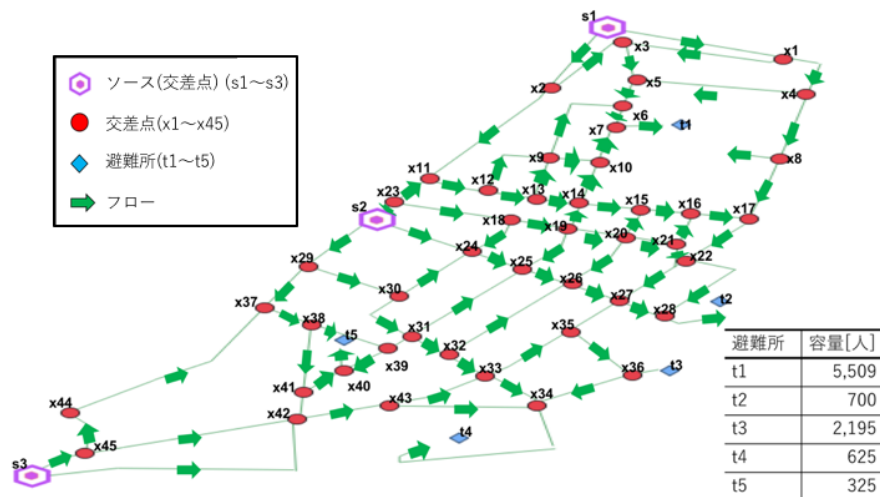 s1
x3
x1
x2
x5
x4
x6
x7
t1
x8
x9
x10
x11
x12
x13
x14
x15
x16
x17
x23
s2
x18
x19
x20
x21
x22
x24
x25
x26
x27
x28
t2
x29
x30
x37
x38
t5
x31
x32
x39
x40
x33
x35
x36
t3
x34
x41
x42
x43
x44
x45
s3
t4
ソース(交差点) (s1~s3)
交差点(x1~x45)
避難所(t1~t5)
フロー
避難所 容量[人]
t1 5,509
t2 700
t3 2,195
t4 625
t5 325